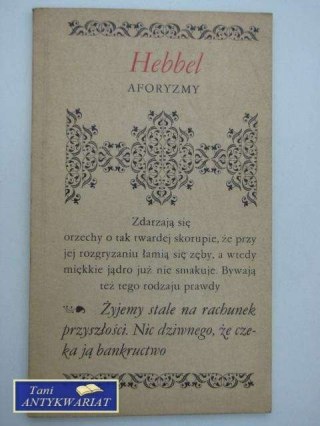 Hebbel
AFORYZMY
Zdarzają się
orzechy o tak twardej skorupie, że przy
jej rozgryzaniu łamią się zęby, a wtedy
miękkie jądro już nie smakuje. Bywają
też tego rodzaju prawdy
Żyjemy stale na rachunek
przyszłości. Nic dziwnego, że cze-
ka ją bankructwo
Tani
ANTYKWARIAT